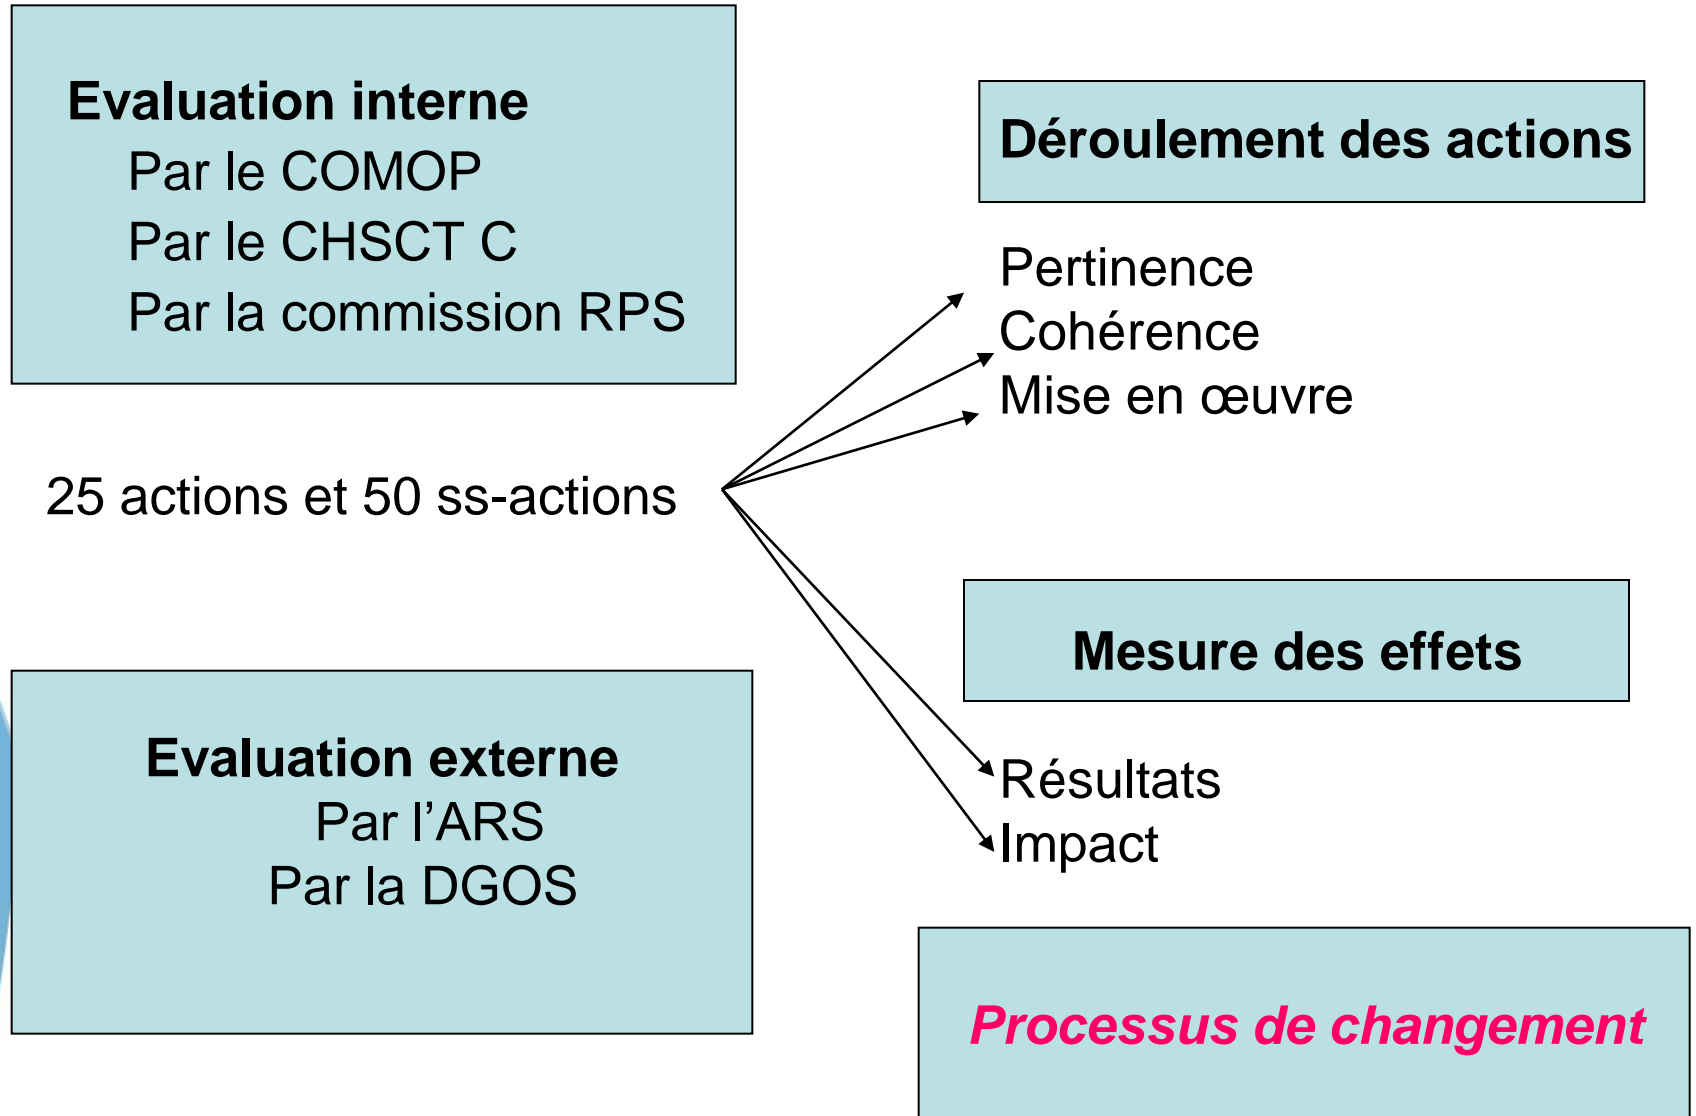 Evaluation interne
Par le COMOP
Par le CHSCT C
Par la commission RPS
25 actions et 50 ss-actions
Evaluation externe
Par l’ARS
Par la DGOS
Déroulement des actions
Pertinence
Cohérence
Mise en œuvre
Mesure des effets
Résultats
Impact
Processus de changement